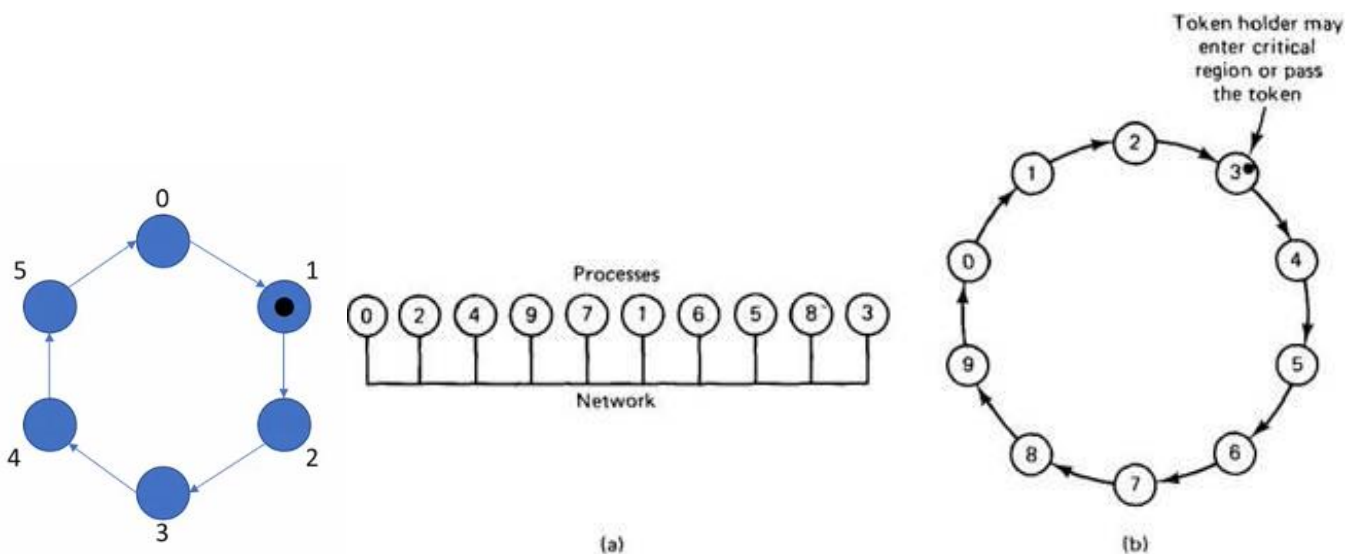 0
5
1
4
2
3
Processes
0 2 4 9 7 1 6 5 8 3
Network
(a)
Token holder may
enter critical
region or pass
the token
2
1
3
0
4
9
5
8
6
7
(b)